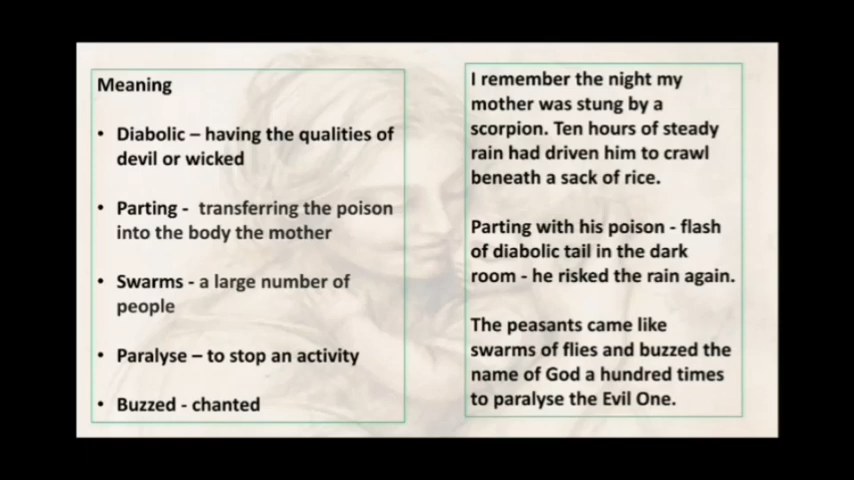 Meaning
• Diabolic – having the qualities of
devil or wicked
• Parting - transferring the poison
into the body the mother
• Swarms - a large number of
people
• Paralyse – to stop an activity
• Buzzed - chanted
I remember the night my
mother was stung by a
scorpion. Ten hours of steady
rain had driven him to crawl
beneath a sack of rice.
Parting with his poison - flash
of diabolic tail in the dark
room - he risked the rain again.
The peasants came like
swarms of flies and buzzed the
name of God a hundred times
to paralyse the Evil One.